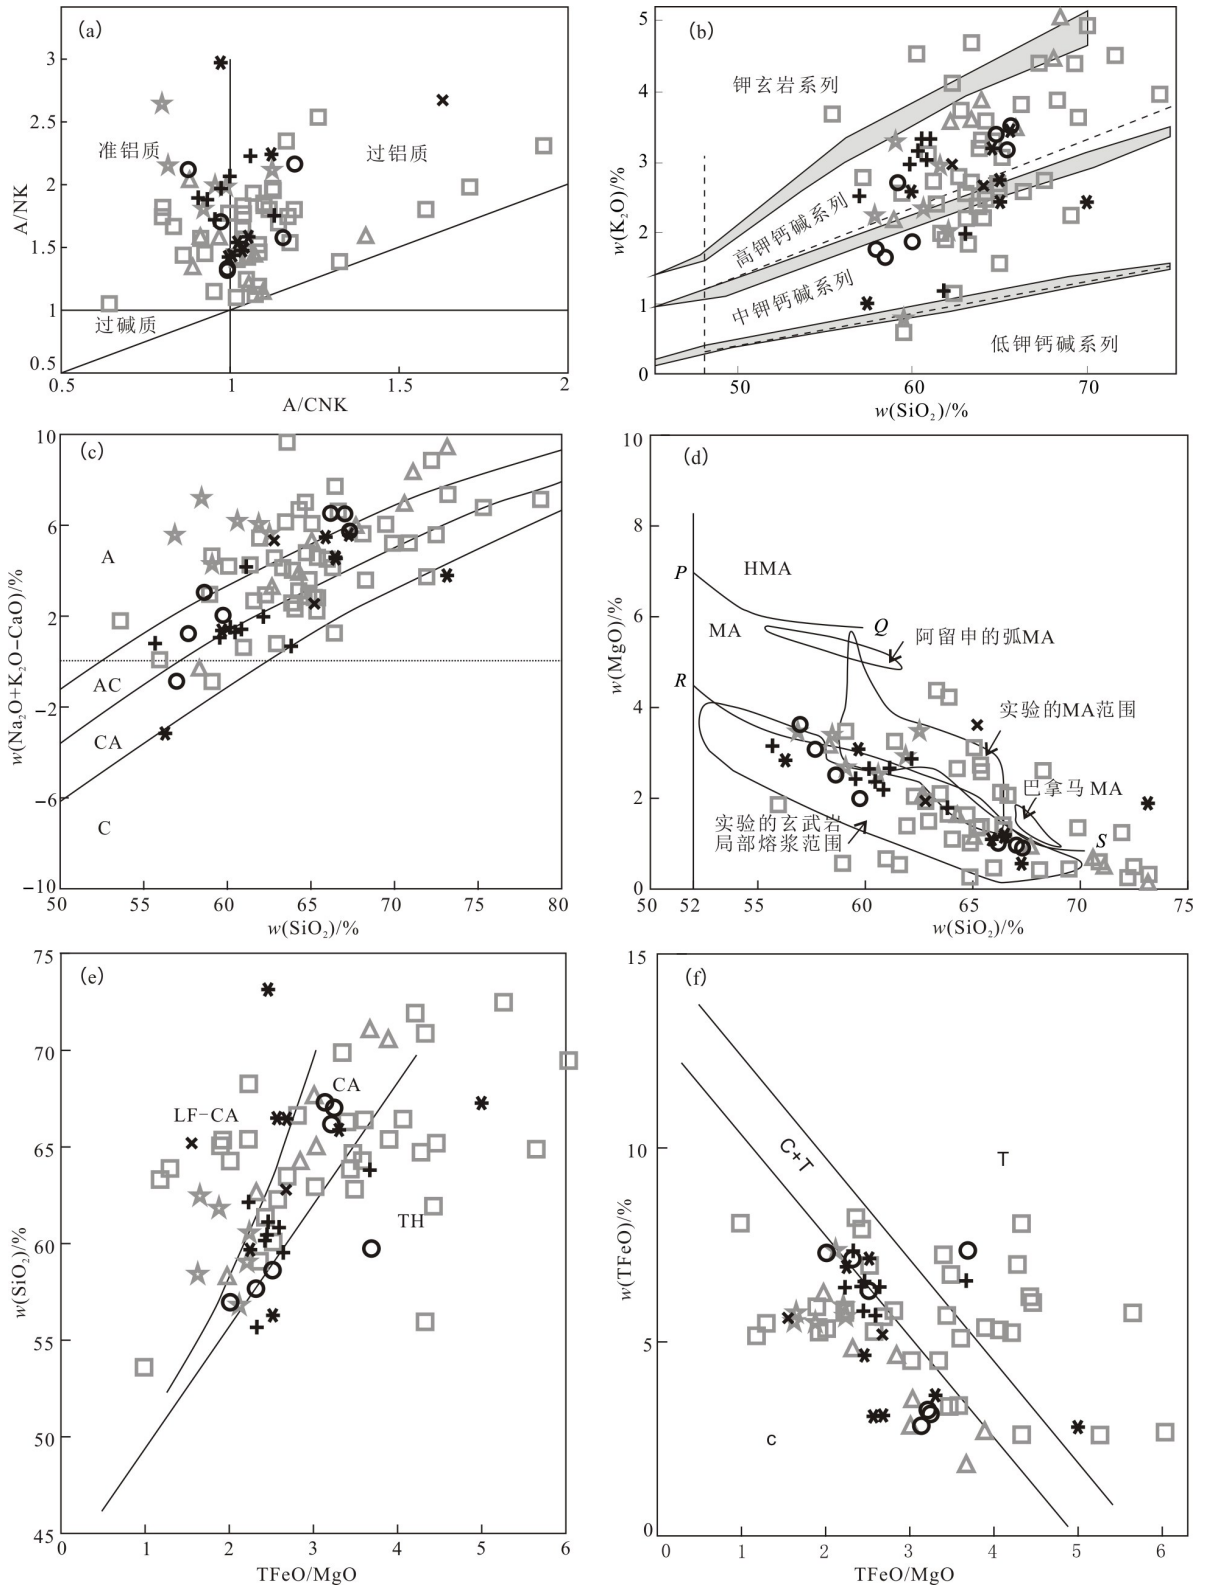 (a)
3
2.5
2
1.5
1
0.5
准铝质
过铝质
过碱质
A/NK
0.5
1
1.5
2
A/CNK
(b)
5
4
3
2
1
0
钾玄岩系列
高钾钙碱系列
中钾钙碱系列
低钾钙碱系列
w(K₂O)/%
50
60
70
w(SiO₂)/%
(c)
10
6
2
−2
−6
−10
A
AC
CA
C
w(Na₂O+K₂O−CaO)/%
50
55
60
65
70
75
80
w(SiO₂)/%
(d)
10
8
6
4
2
0
P
HMA
MA
Q
阿留申的弧MA
R
实验的MA范围
巴拿马MA
实验的玄武岩
局部熔浆范围
S
w(MgO)/%
50
52
55
60
65
70
75
w(SiO₂)/%
(e)
75
70
65
60
55
50
45
CA
LF-CA
TH
w(SiO₂)/%
0
1
2
3
4
5
6
TFeO/MgO
(f)
15
10
5
0
C+T
T
c
w(TFeO)/%
0
1
2
3
4
5
6
TFeO/MgO